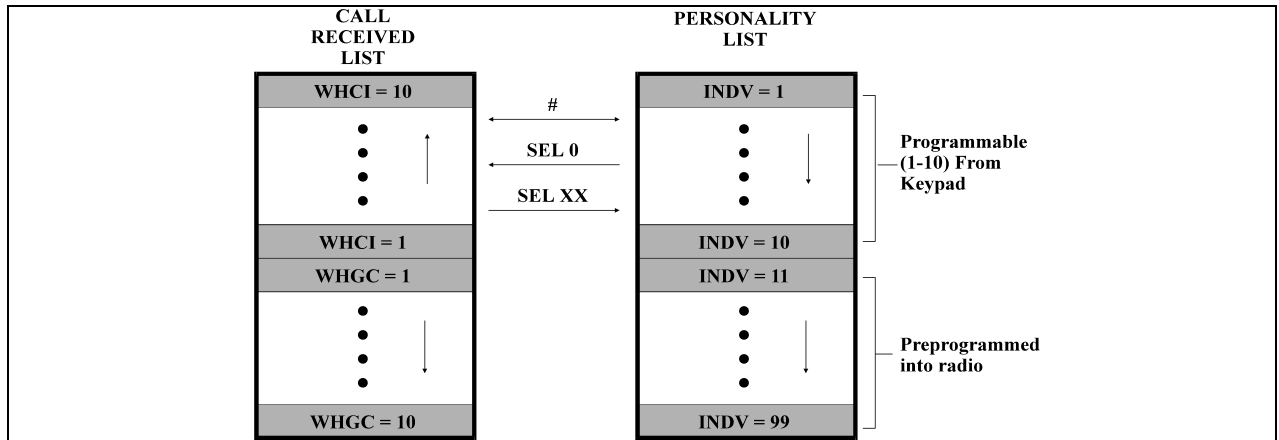 CALL
RECEIVED
LIST
PERSONALITY
LIST
WHCI = 10
INDV = 1
#
SEL 0
SEL XX
Programmable
(1-10) From
Keypad
WHCI = 1
INDV = 10
WHGC = 1
INDV = 11
Preprogrammed
into radio
WHGC = 10
INDV = 99